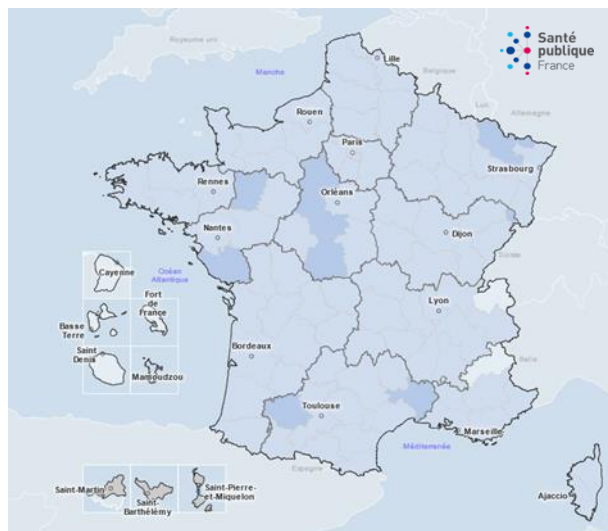 Royaume uni
Santé
publique
France
Lille
Manche
Belgique
Lux.
Allemagne
Rouen
Paris
Strasbourg
Rennes
Orléans
Nantes
Dijon
Suisse
Cayenne
Océan
Atlantique
Fort
de
France
Lyon
Basse
Terre
Saint
Denis
Mamoudzou
Bordeaux
Italie
Toulouse
Marseille
Méditerranée
Espagne
Saint-Martin
Saint-
Barthélémy
Saint-Pierre-
et-Miquelon
Ajaccio